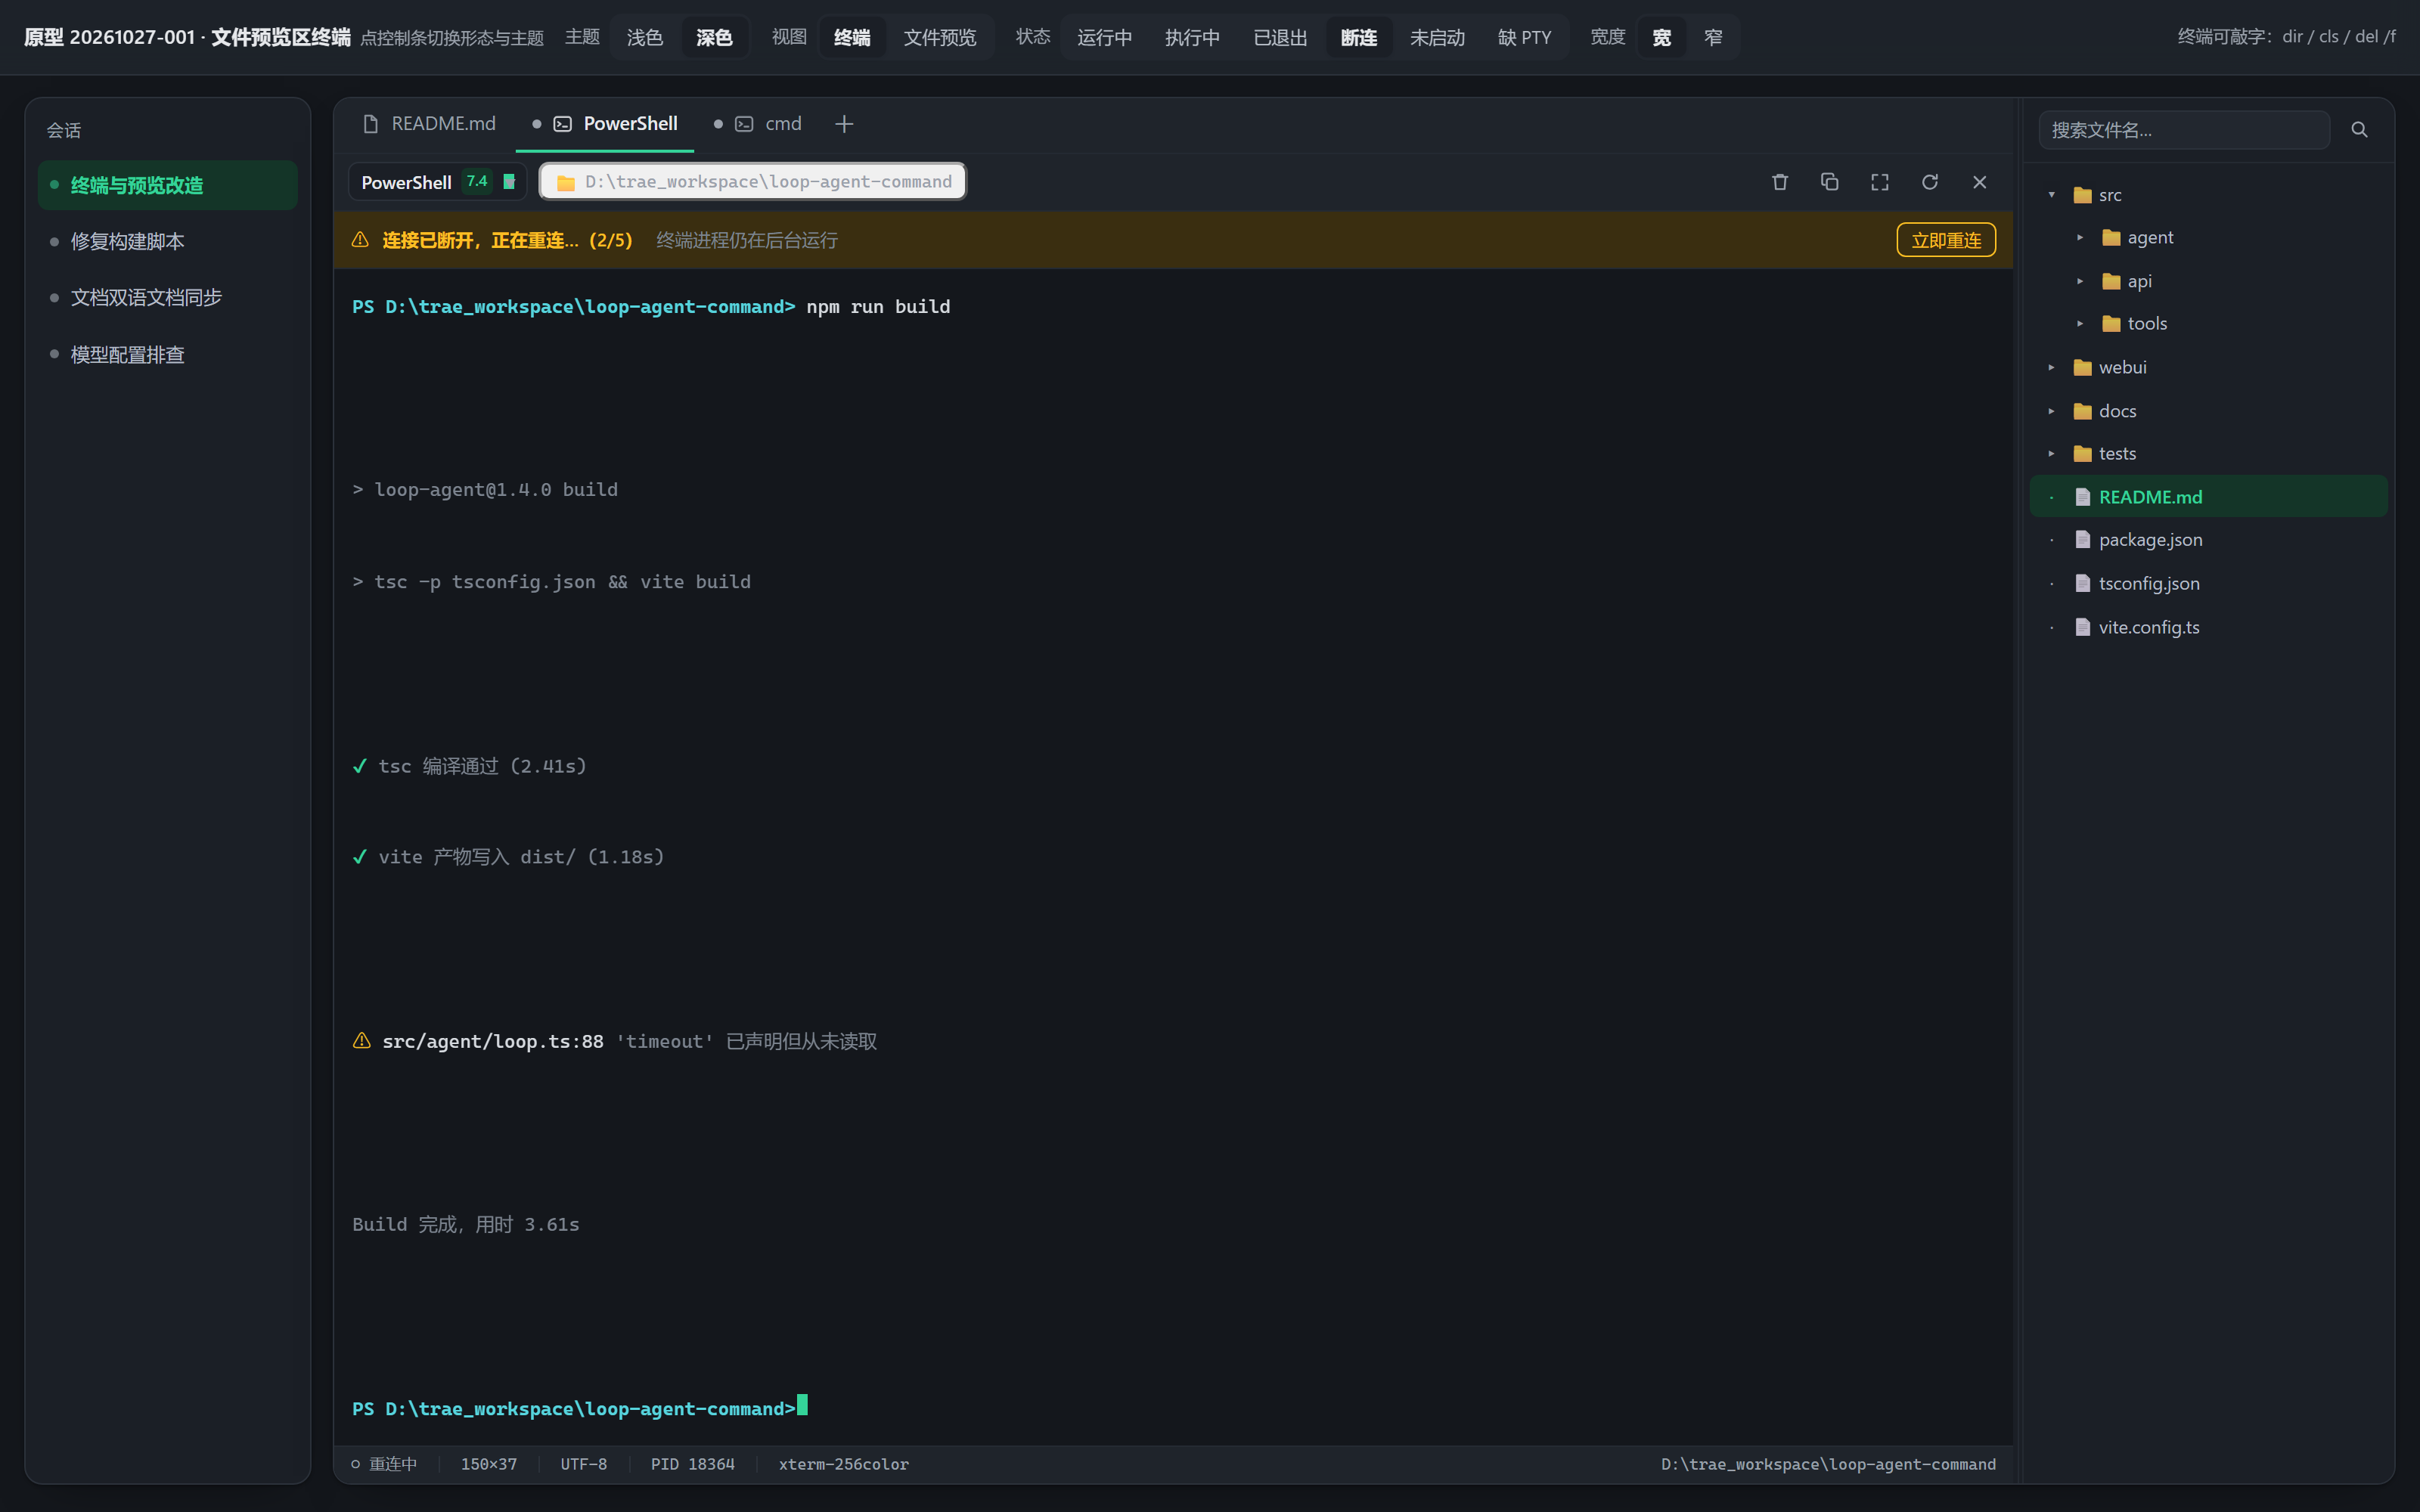 原型 20261027-001 · 文件预览区终端 点控制条切换形态与主题 主题 浅色 深色 视图 终端 文件预览 状态 运行中 执行中 已退出 断连 未启动 缺 PTY 宽度 宽 窄 终端可敲字：dir / cls / del /f
会话
终端与预览改造
修复构建脚本
文档双语文档同步
模型配置排查
README.md PowerShell cmd
PowerShell 7.4 D:\trae_workspace\loop-agent-command
连接已断开，正在重连… (2/5) 终端进程仍在后台运行 立即重连
PS D:\trae_workspace\loop-agent-command> npm run build
> loop-agent@1.4.0 build
> tsc -p tsconfig.json && vite build
✓ tsc 编译通过 (2.41s)
✓ vite 产物写入 dist/ (1.18s)
⚠ src/agent/loop.ts:88 'timeout' 已声明但从未读取
Build 完成，用时 3.61s
PS D:\trae_workspace\loop-agent-command>
重连中 150×37 UTF-8 PID 18364 xterm-256color D:\trae_workspace\loop-agent-command
搜索文件名...
src
agent
api
tools
webui
docs
tests
README.md
package.json
tsconfig.json
vite.config.ts